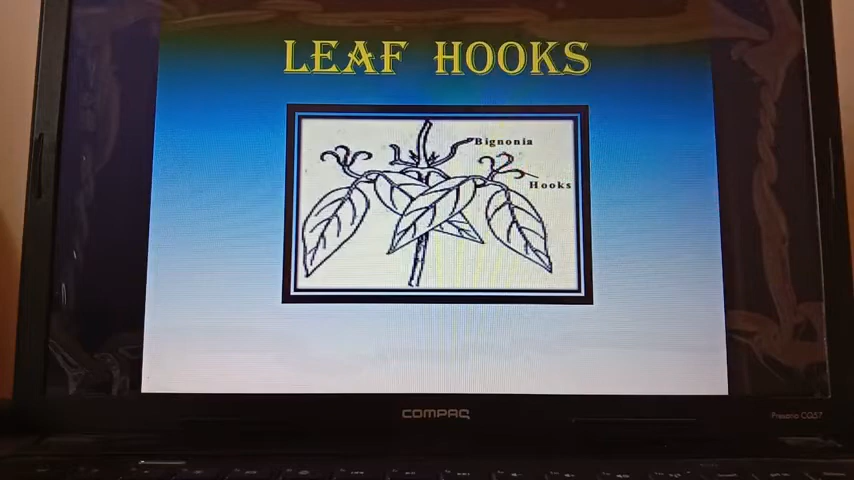 LEAF HOOKS
Bignonia
Hooks
COMPAQ
Presario CQ57